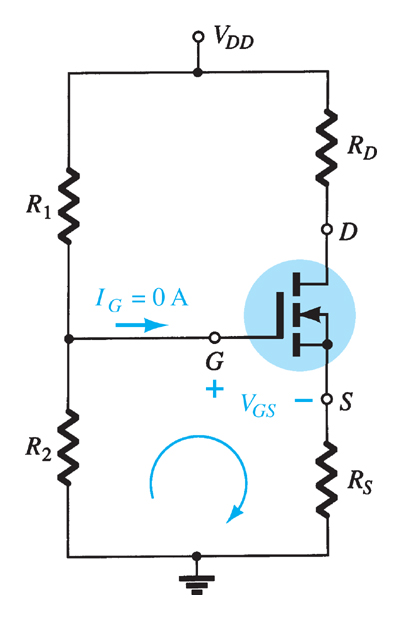 V_DD
R_D
R_1
D
I_G = 0 A
G
+
V_GS
−
S
R_2
R_S